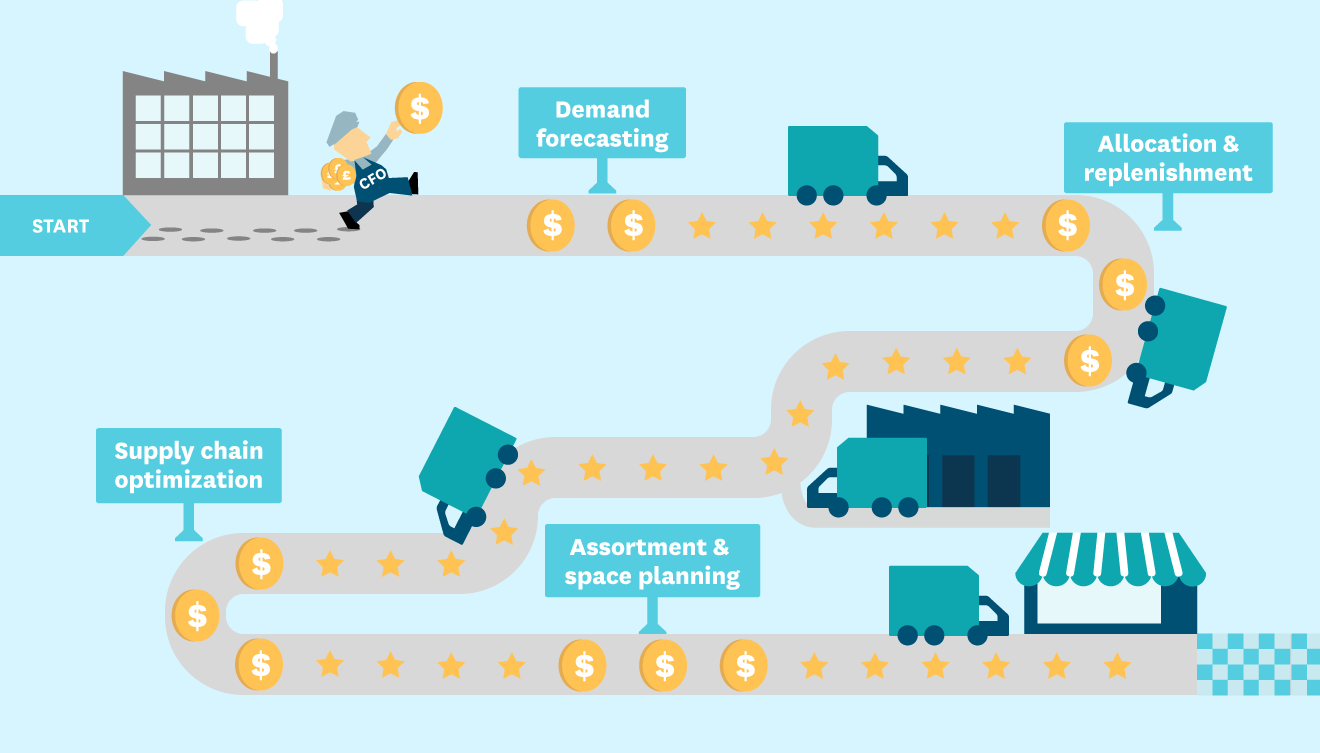 $
Demand
forecasting
Allocation &
replenishment
£
CFO
START
$ $ $
$
$
Supply chain
optimization
Assortment &
space planning
$
$
$ $ $ $